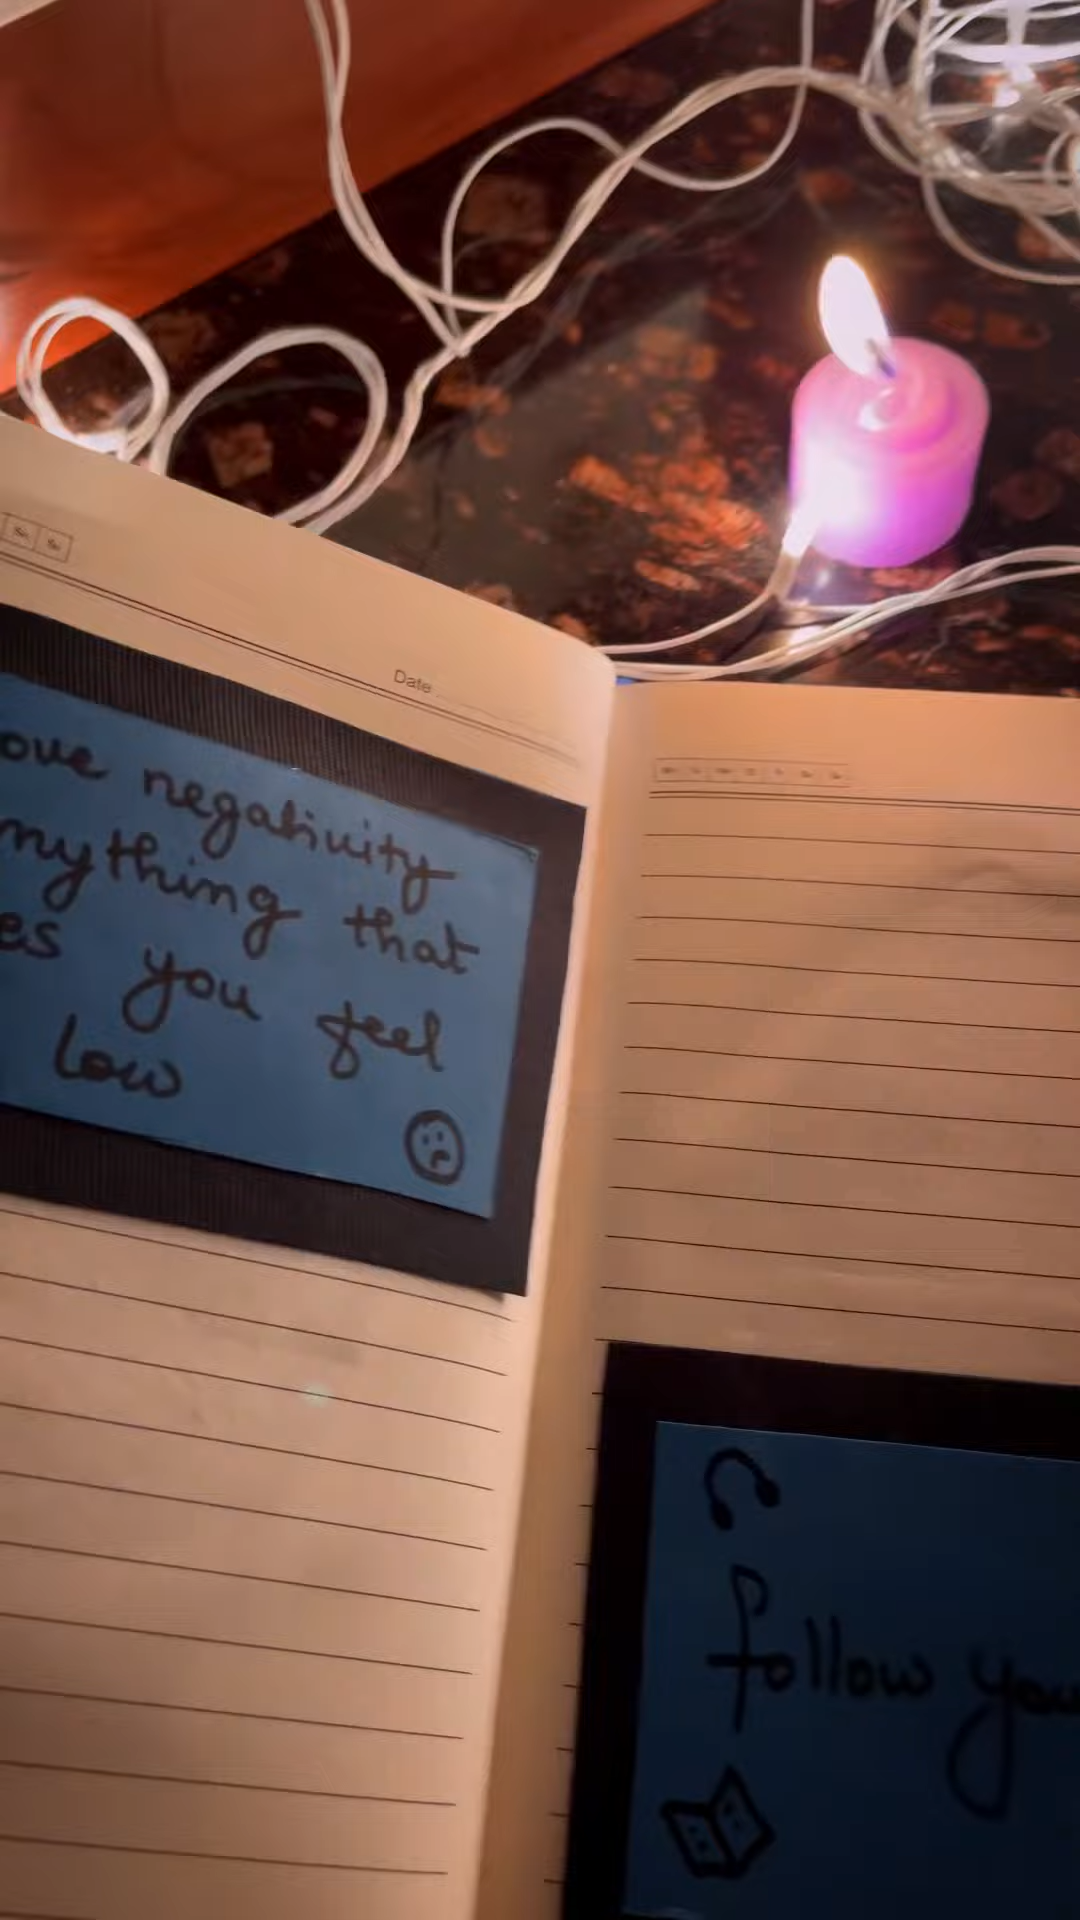 Date
ove negativity
nything that
es you feel
low
follow you